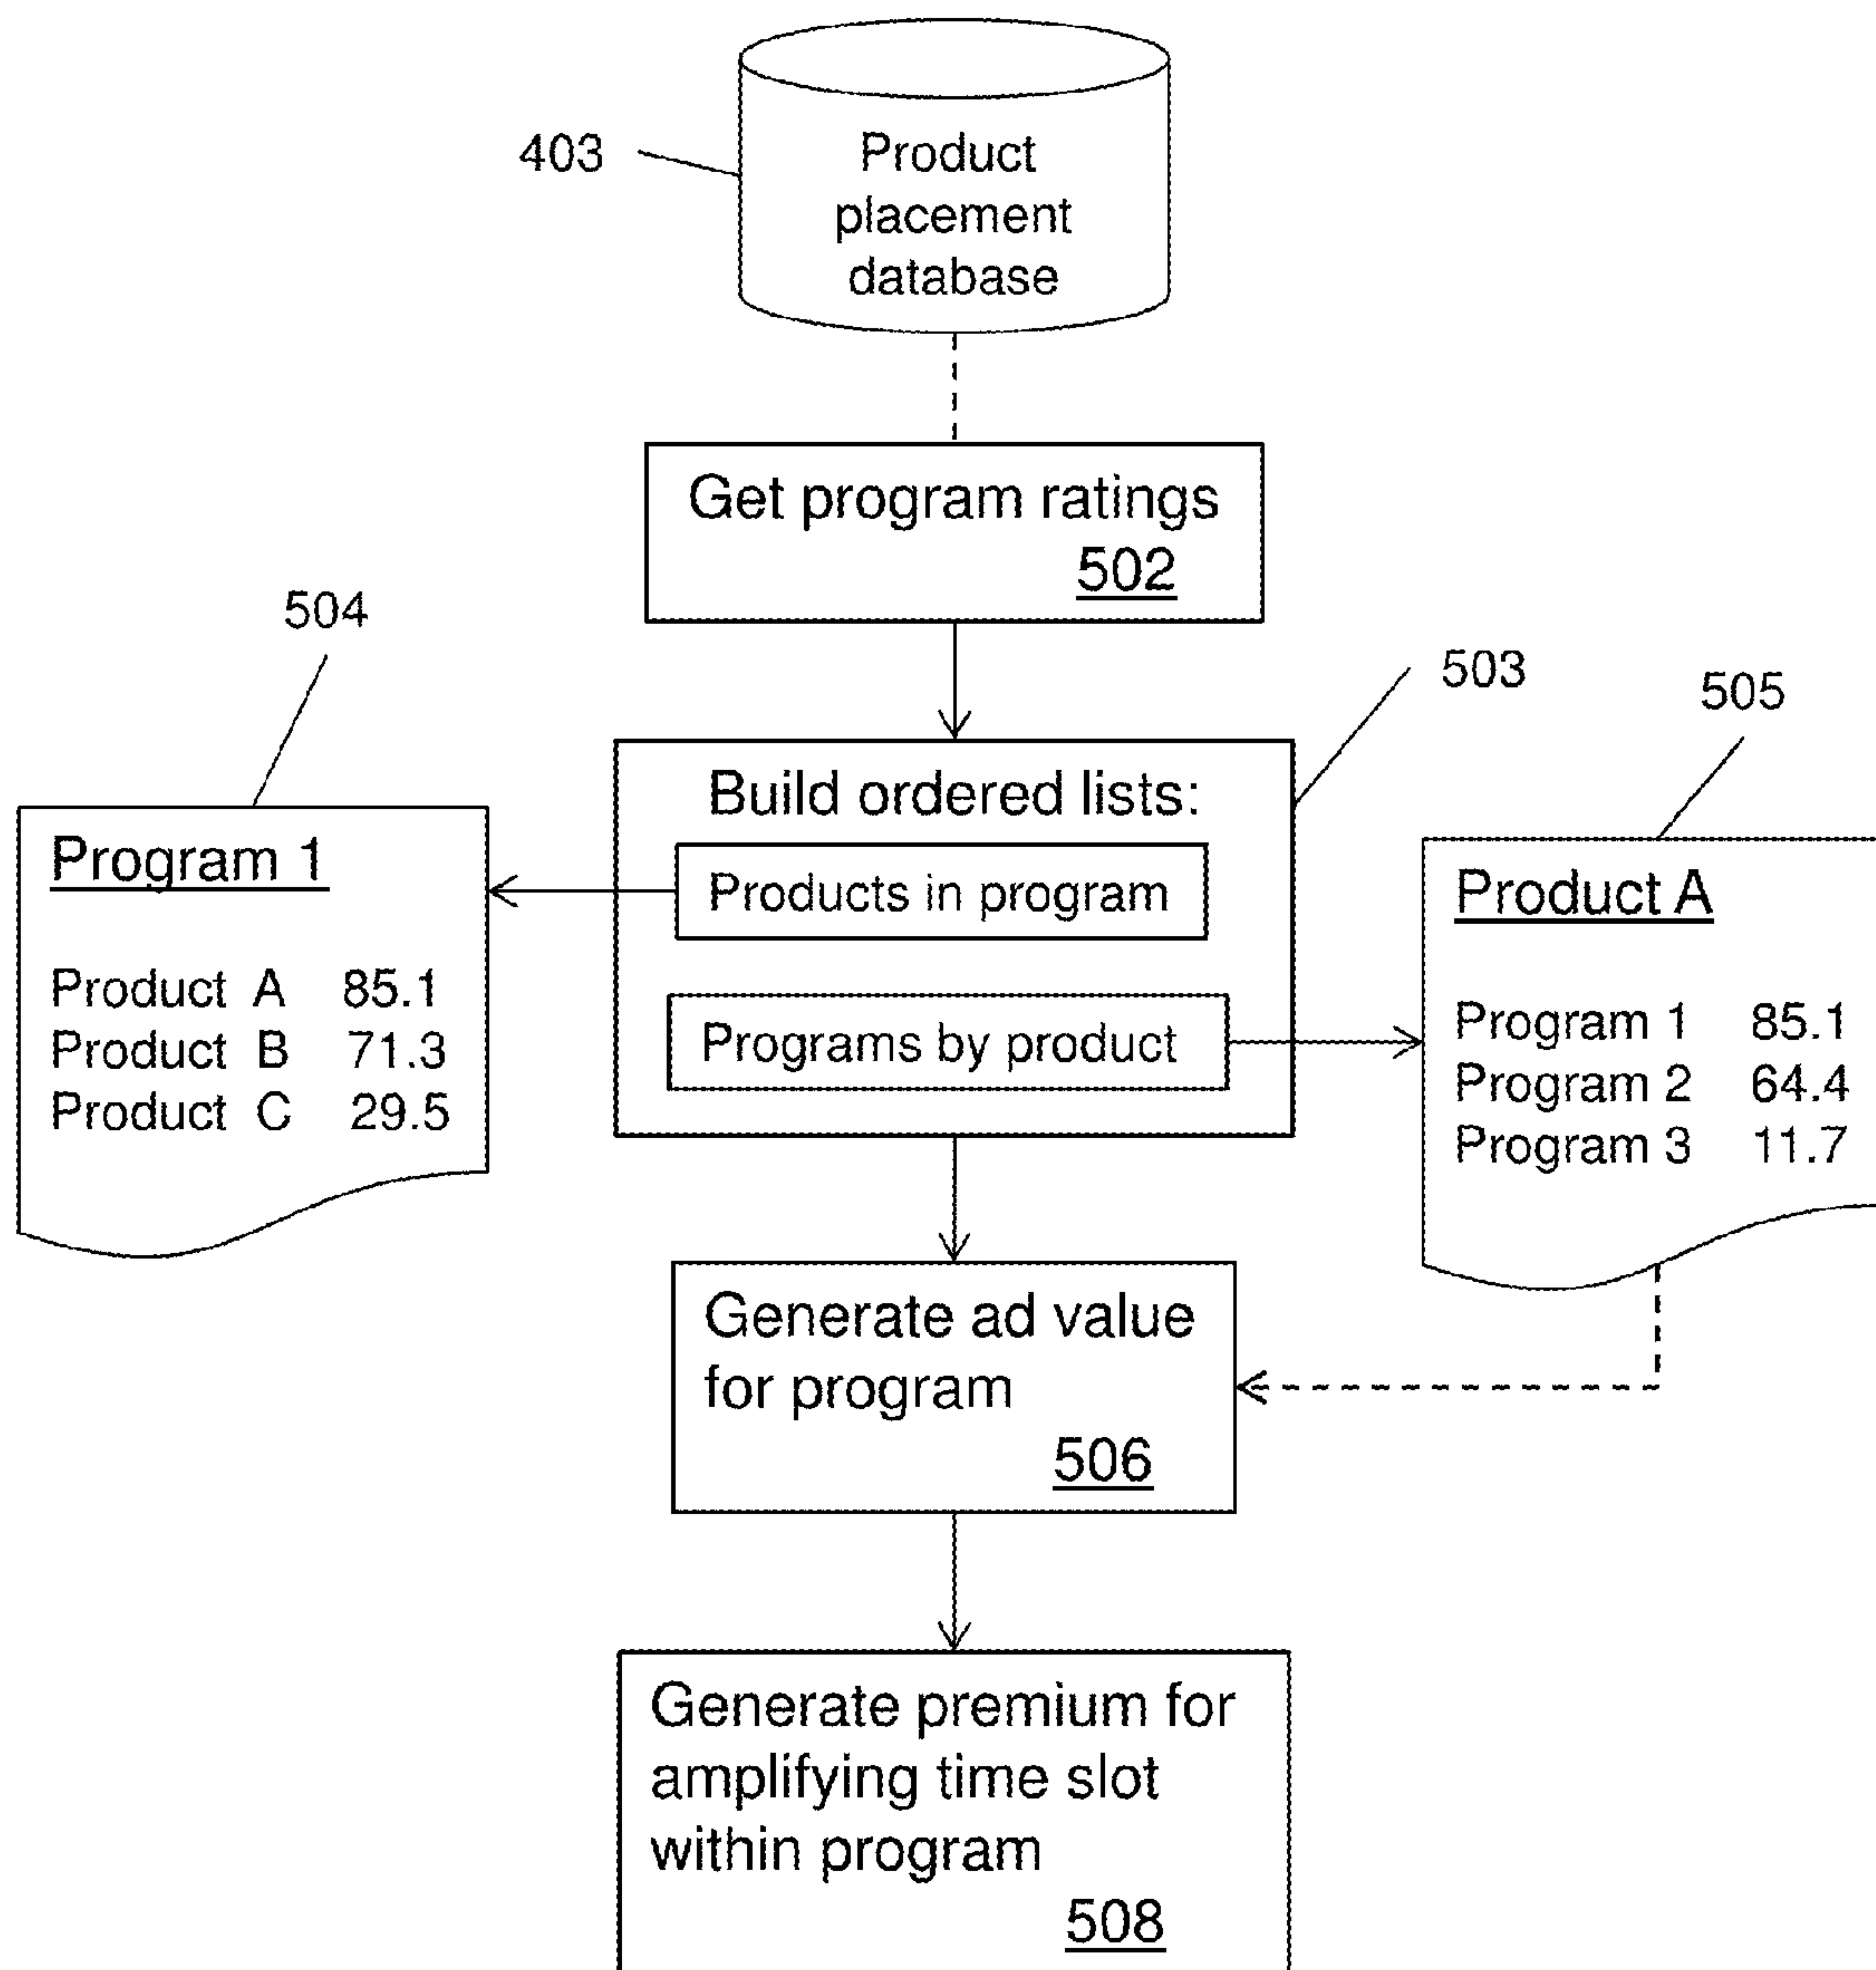 403
Product
placement
database
Get program ratings
502
504
503
505
Build ordered lists:
Products in program
Programs by product
Program 1
Product A 85.1
Product B 71.3
Product C 29.5
Product A
Program 1 85.1
Program 2 64.4
Program 3 11.7
Generate ad value
for program
506
Generate premium for
amplifying time slot
within program
508